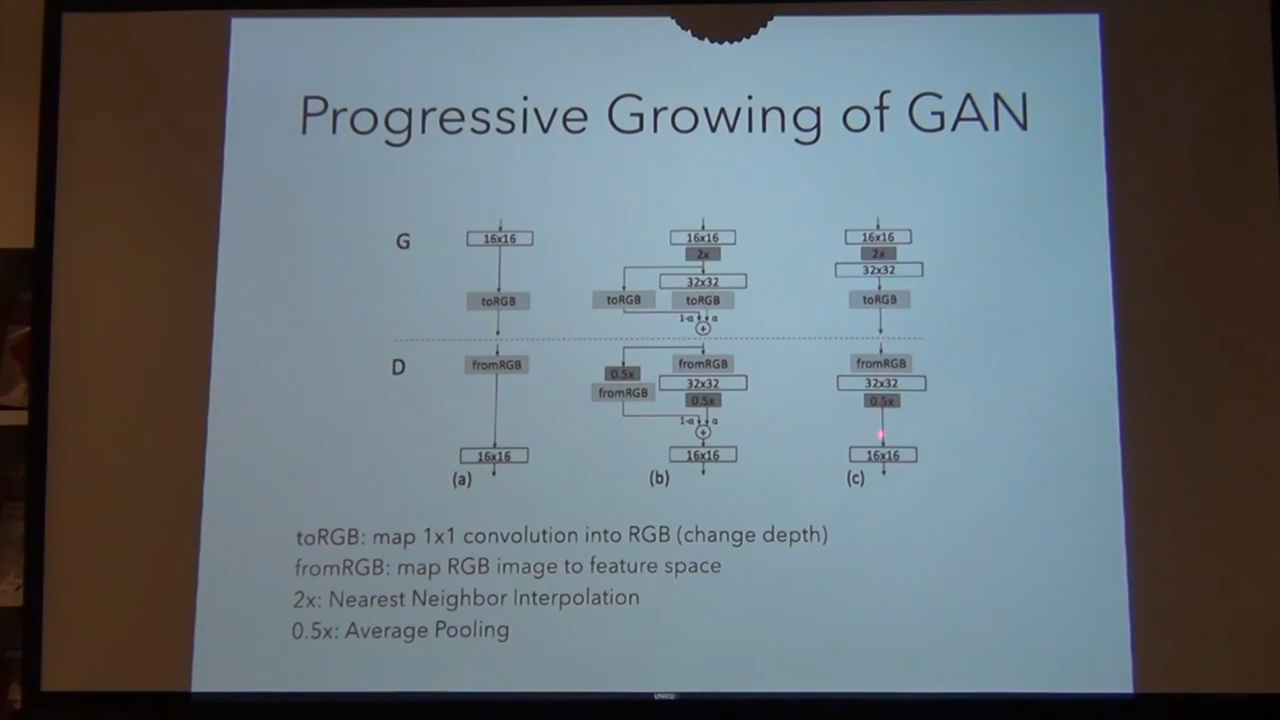 Progressive Growing of GAN
G
16x16
toRGB
16x16
2x
32x32
toRGB
toRGB
1-α
α
+
16x16
2x
32x32
toRGB
D
fromRGB
16x16
(a)
fromRGB
0.5x
32x32
fromRGB
0.5x
1-α
α
+
16x16
(b)
fromRGB
32x32
0.5x
16x16
(c)
toRGB: map 1x1 convolution into RGB (change depth)
fromRGB: map RGB image to feature space
2x: Nearest Neighbor Interpolation
0.5x: Average Pooling